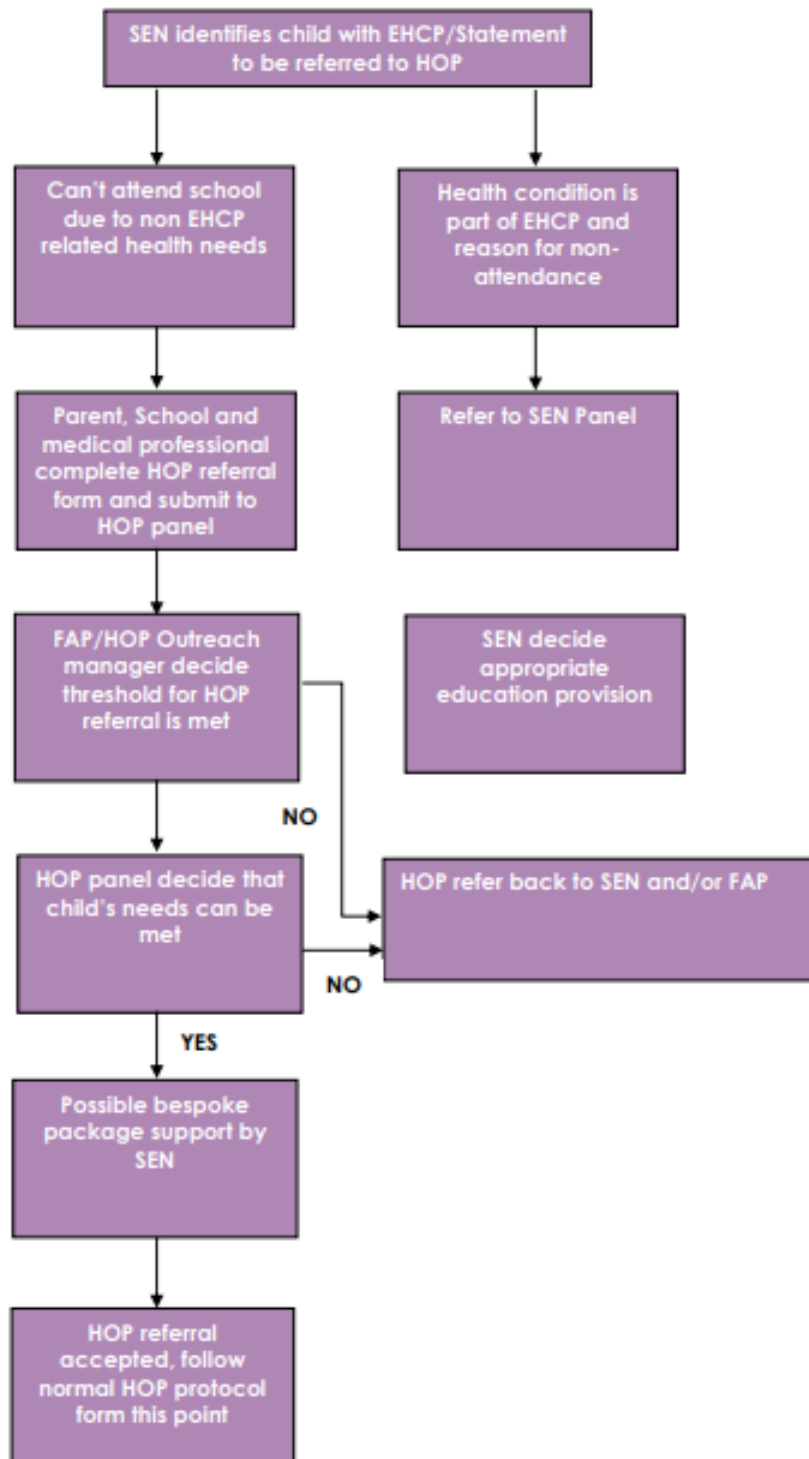 SEN identifies child with EHCP/Statement
to be referred to HOP
Can't attend school
due to non EHCP
related health needs
Health condition is
part of EHCP and
reason for non-
attendance
Parent, School and
medical professional
complete HOP referral
form and submit to
HOP panel
Refer to SEN Panel
FAP/HOP Outreach
manager decide
threshold for HOP
referral is met
SEN decide
appropriate
education provision
NO
HOP panel decide that
child's needs can be
met
HOP refer back to SEN and/or FAP
NO
YES
Possible bespoke
package support by
SEN
HOP referral
accepted, follow
normal HOP protocol
form this point